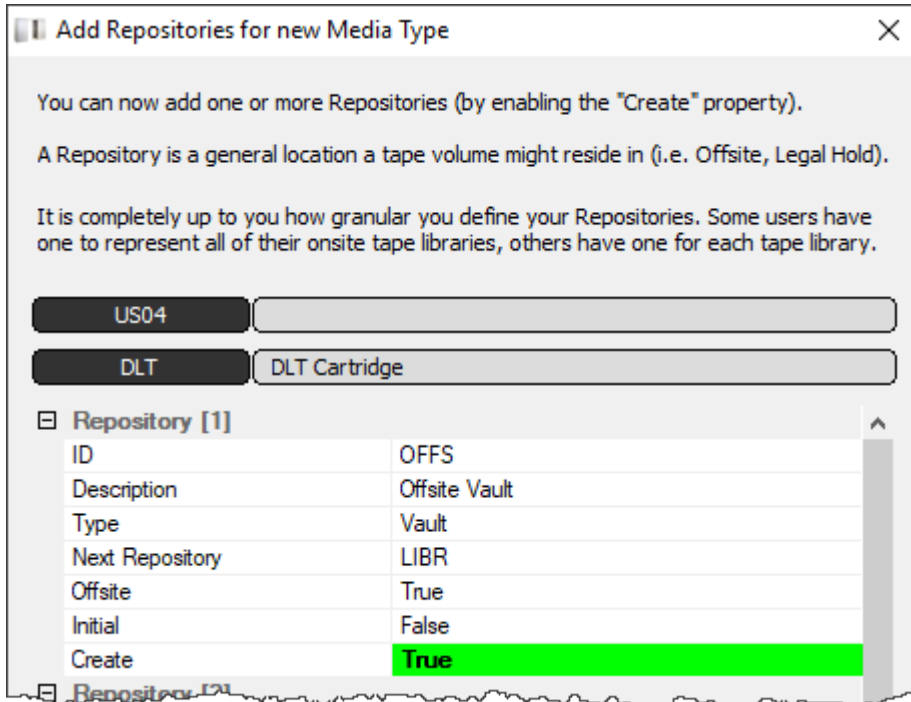 Add Repositories for new Media Type
You can now add one or more Repositories (by enabling the "Create" property).
A Repository is a general location a tape volume might reside in (i.e. Offsite, Legal Hold).
It is completely up to you how granular you define your Repositories. Some users have
one to represent all of their onsite tape libraries, others have one for each tape library.
US04
DLT DLT Cartridge
Repository [1]
ID OFFS
Description Offsite Vault
Type Vault
Next Repository LIBR
Offsite True
Initial False
Create True
Repository [2]